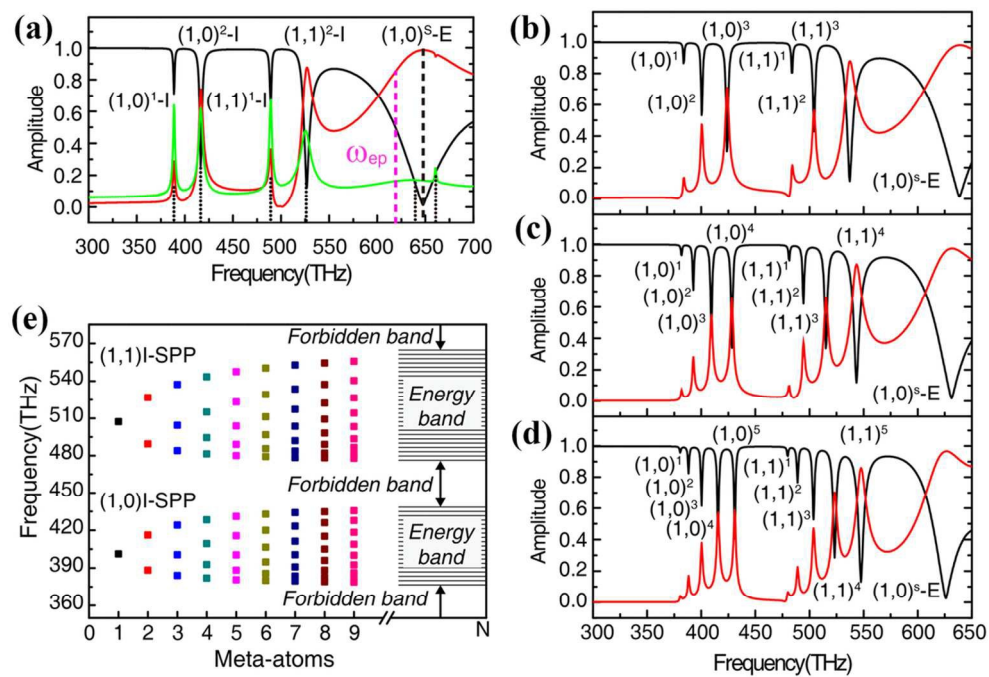 (a)
(1,0)²-I
(1,1)²-I
(1,0)ˢ-E
(1,0)¹-I
(1,1)¹-I
ωep
Amplitude
1.0
0.8
0.6
0.4
0.2
0.0
300 350 400 450 500 550 600 650 700
Frequency(THz)
(b)
(1,0)³
(1,1)³
(1,0)¹
(1,1)¹
(1,0)²
(1,1)²
(1,0)ˢ-E
Amplitude
1.0
0.8
0.6
0.4
0.2
0.0
(c)
(1,0)⁴
(1,1)⁴
(1,0)¹
(1,1)¹
(1,0)²
(1,1)²
(1,0)³
(1,1)³
(1,0)ˢ-E
Amplitude
1.0
0.8
0.6
0.4
0.2
0.0
(d)
(1,0)⁵
(1,1)⁵
(1,0)¹
(1,1)¹
(1,0)²
(1,1)²
(1,0)³
(1,1)³
(1,0)⁴
(1,1)⁴
(1,0)ˢ-E
Amplitude
1.0
0.8
0.6
0.4
0.2
0.0
300 350 400 450 500 550 600 650
Frequency(THz)
(e)
Frequency(THz)
570
540
510
480
450
420
390
360
(1,1)I-SPP
(1,0)I-SPP
Forbidden band
Energy
band
Forbidden band
Energy
band
Forbidden band
0 1 2 3 4 5 6 7 8 9 N
Meta-atoms